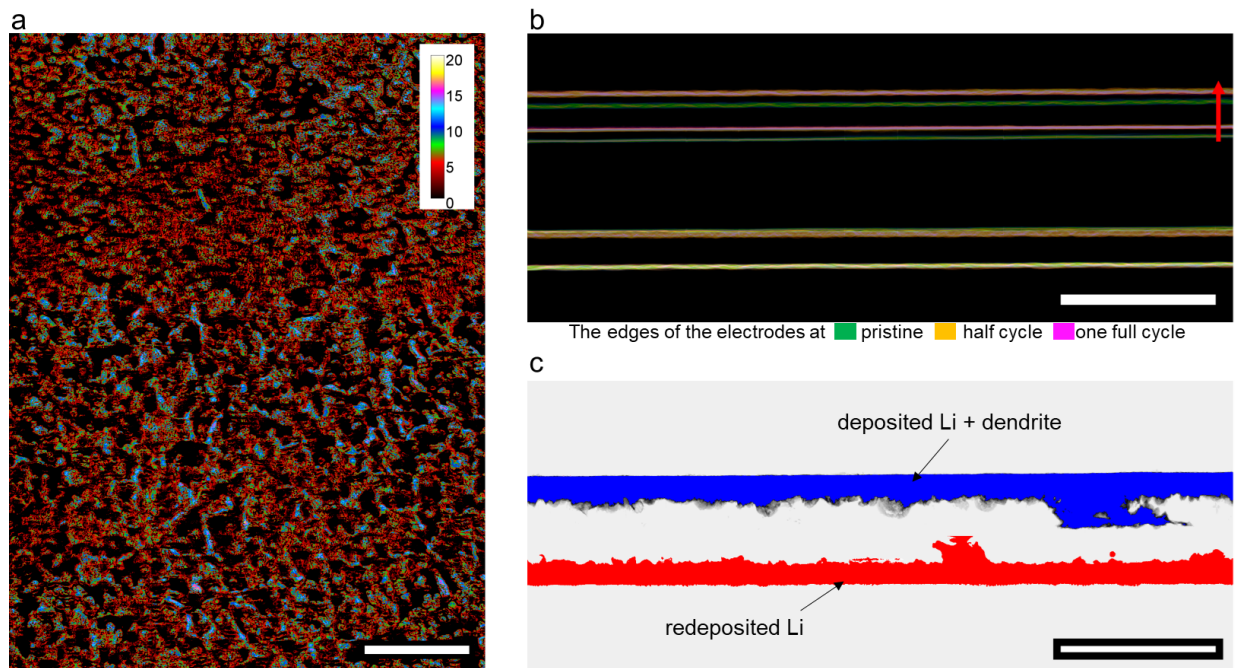 a
20
15
10
5
0
b
The edges of the electrodes at pristine half cycle one full cycle
c
deposited Li + dendrite
redeposited Li